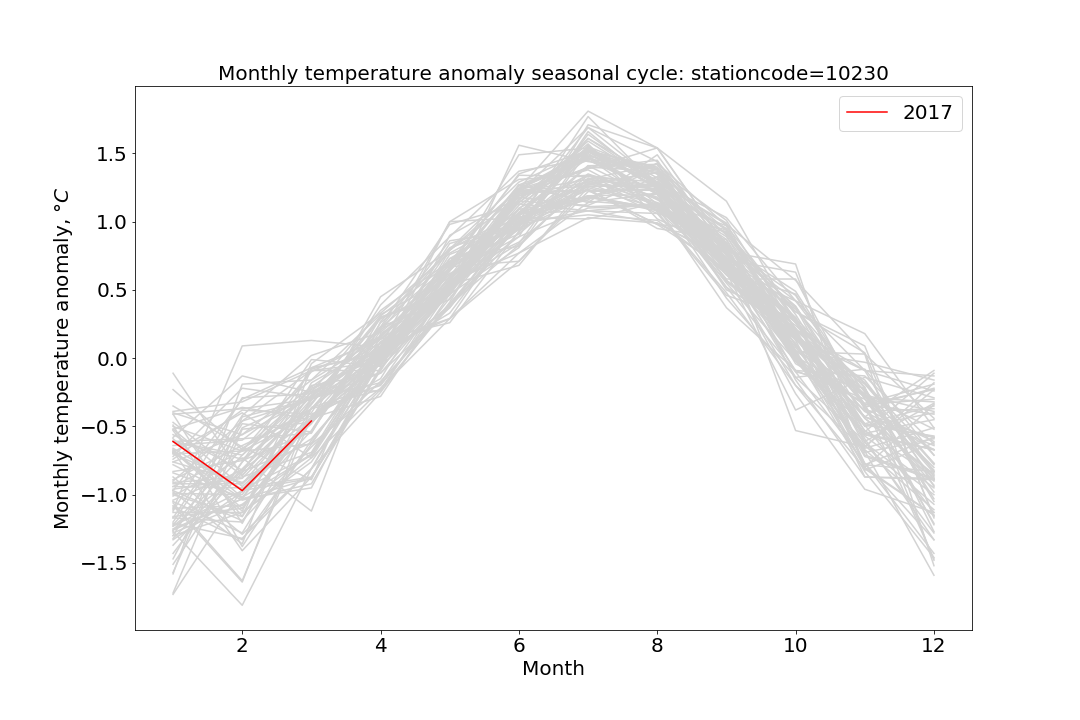 Monthly temperature anomaly seasonal cycle: stationcode=10230
2017
Monthly temperature anomaly, °C
1.5
1.0
0.5
0.0
−0.5
−1.0
−1.5
2 4 6 8 10 12
Month